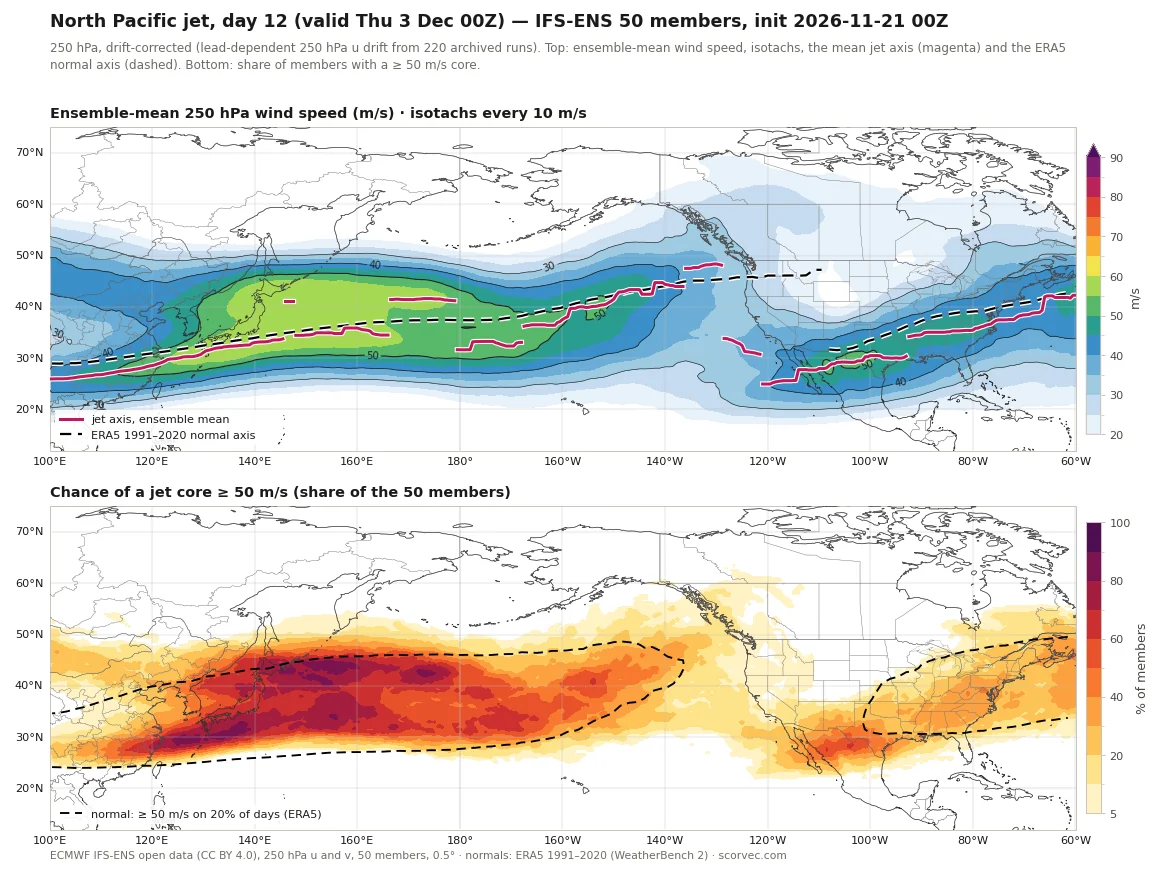 North Pacific jet, day 12 (valid Thu 3 Dec 00Z) — IFS-ENS 50 members, init 2026-11-21 00Z
250 hPa, drift-corrected (lead-dependent 250 hPa u drift from 220 archived runs). Top: ensemble-mean wind speed, isotachs, the mean jet axis (magenta) and the ERA5
normal axis (dashed). Bottom: share of members with a ≥ 50 m/s core.
Ensemble-mean 250 hPa wind speed (m/s) · isotachs every 10 m/s
70°N
60°N
50°N
40°N
30°N
20°N
30
40
30
40
30
50
50
50
30
40
jet axis, ensemble mean
ERA5 1991–2020 normal axis
100°E 120°E 140°E 160°E 180° 160°W 140°W 120°W 100°W 80°W 60°W
90
80
70
60
50
40
30
20
m/s
Chance of a jet core ≥ 50 m/s (share of the 50 members)
70°N
60°N
50°N
40°N
30°N
20°N
normal: ≥ 50 m/s on 20% of days (ERA5)
100°E 120°E 140°E 160°E 180° 160°W 140°W 120°W 100°W 80°W 60°W
100
80
60
40
20
5
% of members
ECMWF IFS-ENS open data (CC BY 4.0), 250 hPa u and v, 50 members, 0.5° · normals: ERA5 1991–2020 (WeatherBench 2) · scorvec.com